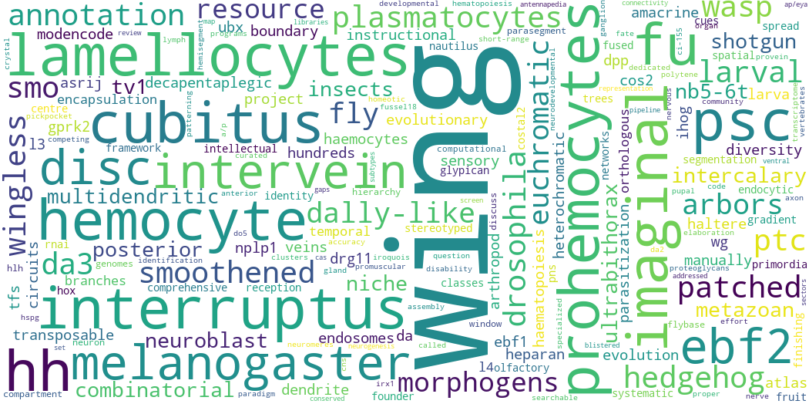 annotation
resource
developmental
hematopoiesis
antennapedia
connectivity
ap/eya
map
libraries
plasmatocytes
amacrine
wasp
modencode
ubx
boundary
programs
crystal
review
lymph
hemisegment
instructional
nautilus
parasegment
ganglion
cues
organ
spread
lamellocytes
fu
shotgun
smo
asrij
tv1
decapentaplegic
short-range
fused
dpp
spatial
protein
encapsulation
project
insects
fate
ci-155
cos2
dedicated
polytene
larval
centre
pickpocket
patterning
homeotic
evolutionary
costal2
trees
representation
nb5-6t
larva
l3
gprk2
a/p
fussel18
cubitus
fly
wing
euchromatic
neurodevelopmental
prohemocytes
imaginal
nervous
pipeline
community
transcriptome
vertebrates
competing
intellectual
haemocytes
computational
ihog
psc
framework
curated
hundreds
sensory
networks
orthologous
diversity
wingless
disc
intervein
subtypes
glypican
drosophila
heterochromatic
segmentation
ventral
intercalary
multidendritic
anterior
gaps
hierarchy
screen
discuss
pupal
code
endocytic
arbors
identity
stereotyped
arthropod
haltere
gradient
hemocyte
dally-like
elaboration
axon
rnai
accuracy
temporal
da2
wg
ptc
hlh
do5
nplp1
veins
question
haematopoiesis
parasitization
ultrabithorax
manually
primordia
posterior
genomes
identification
clusters
cas
iroquois
drg11
pns
proteoglycans
da3
smoothened
gland
promuscular
disability
addressed
patched
tfs
circuits
branches
comprehensive
reception
niche
classes
specialized
metazoan
sectors
hspg
hox
interruptus
assembly
window
flybase
effort
finishing
transposable
neuron
neuroblast
neuromeres
neurogenesis
endosomes
da
called
ebf1
blistered
evolution
ebf2
set
paradigm
heparan
hh
melanogaster
l4
olfactory
hedgehog
atlas
compartment
combinatorial
dendrite
conserved
founder
irx1
morphogens
searchable
systematic
proper
nerve
fruit